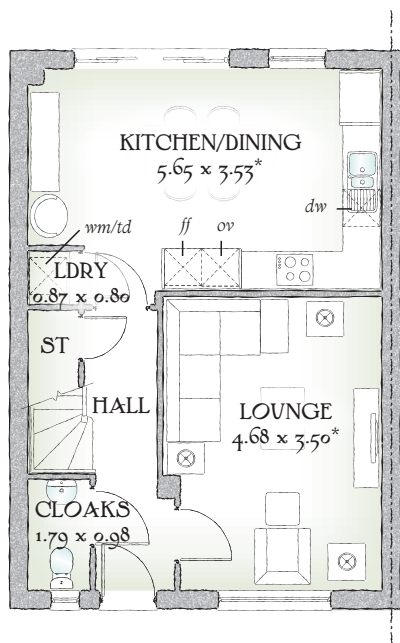 KITCHEN/DINING
5.65 x 3.53*
dw
wm/td
ff
ov
LDRY
0.87 x 0.80
ST
HALL
LOUNGE
4.68 x 3.50*
CLOAKS
1.79 x 0.98